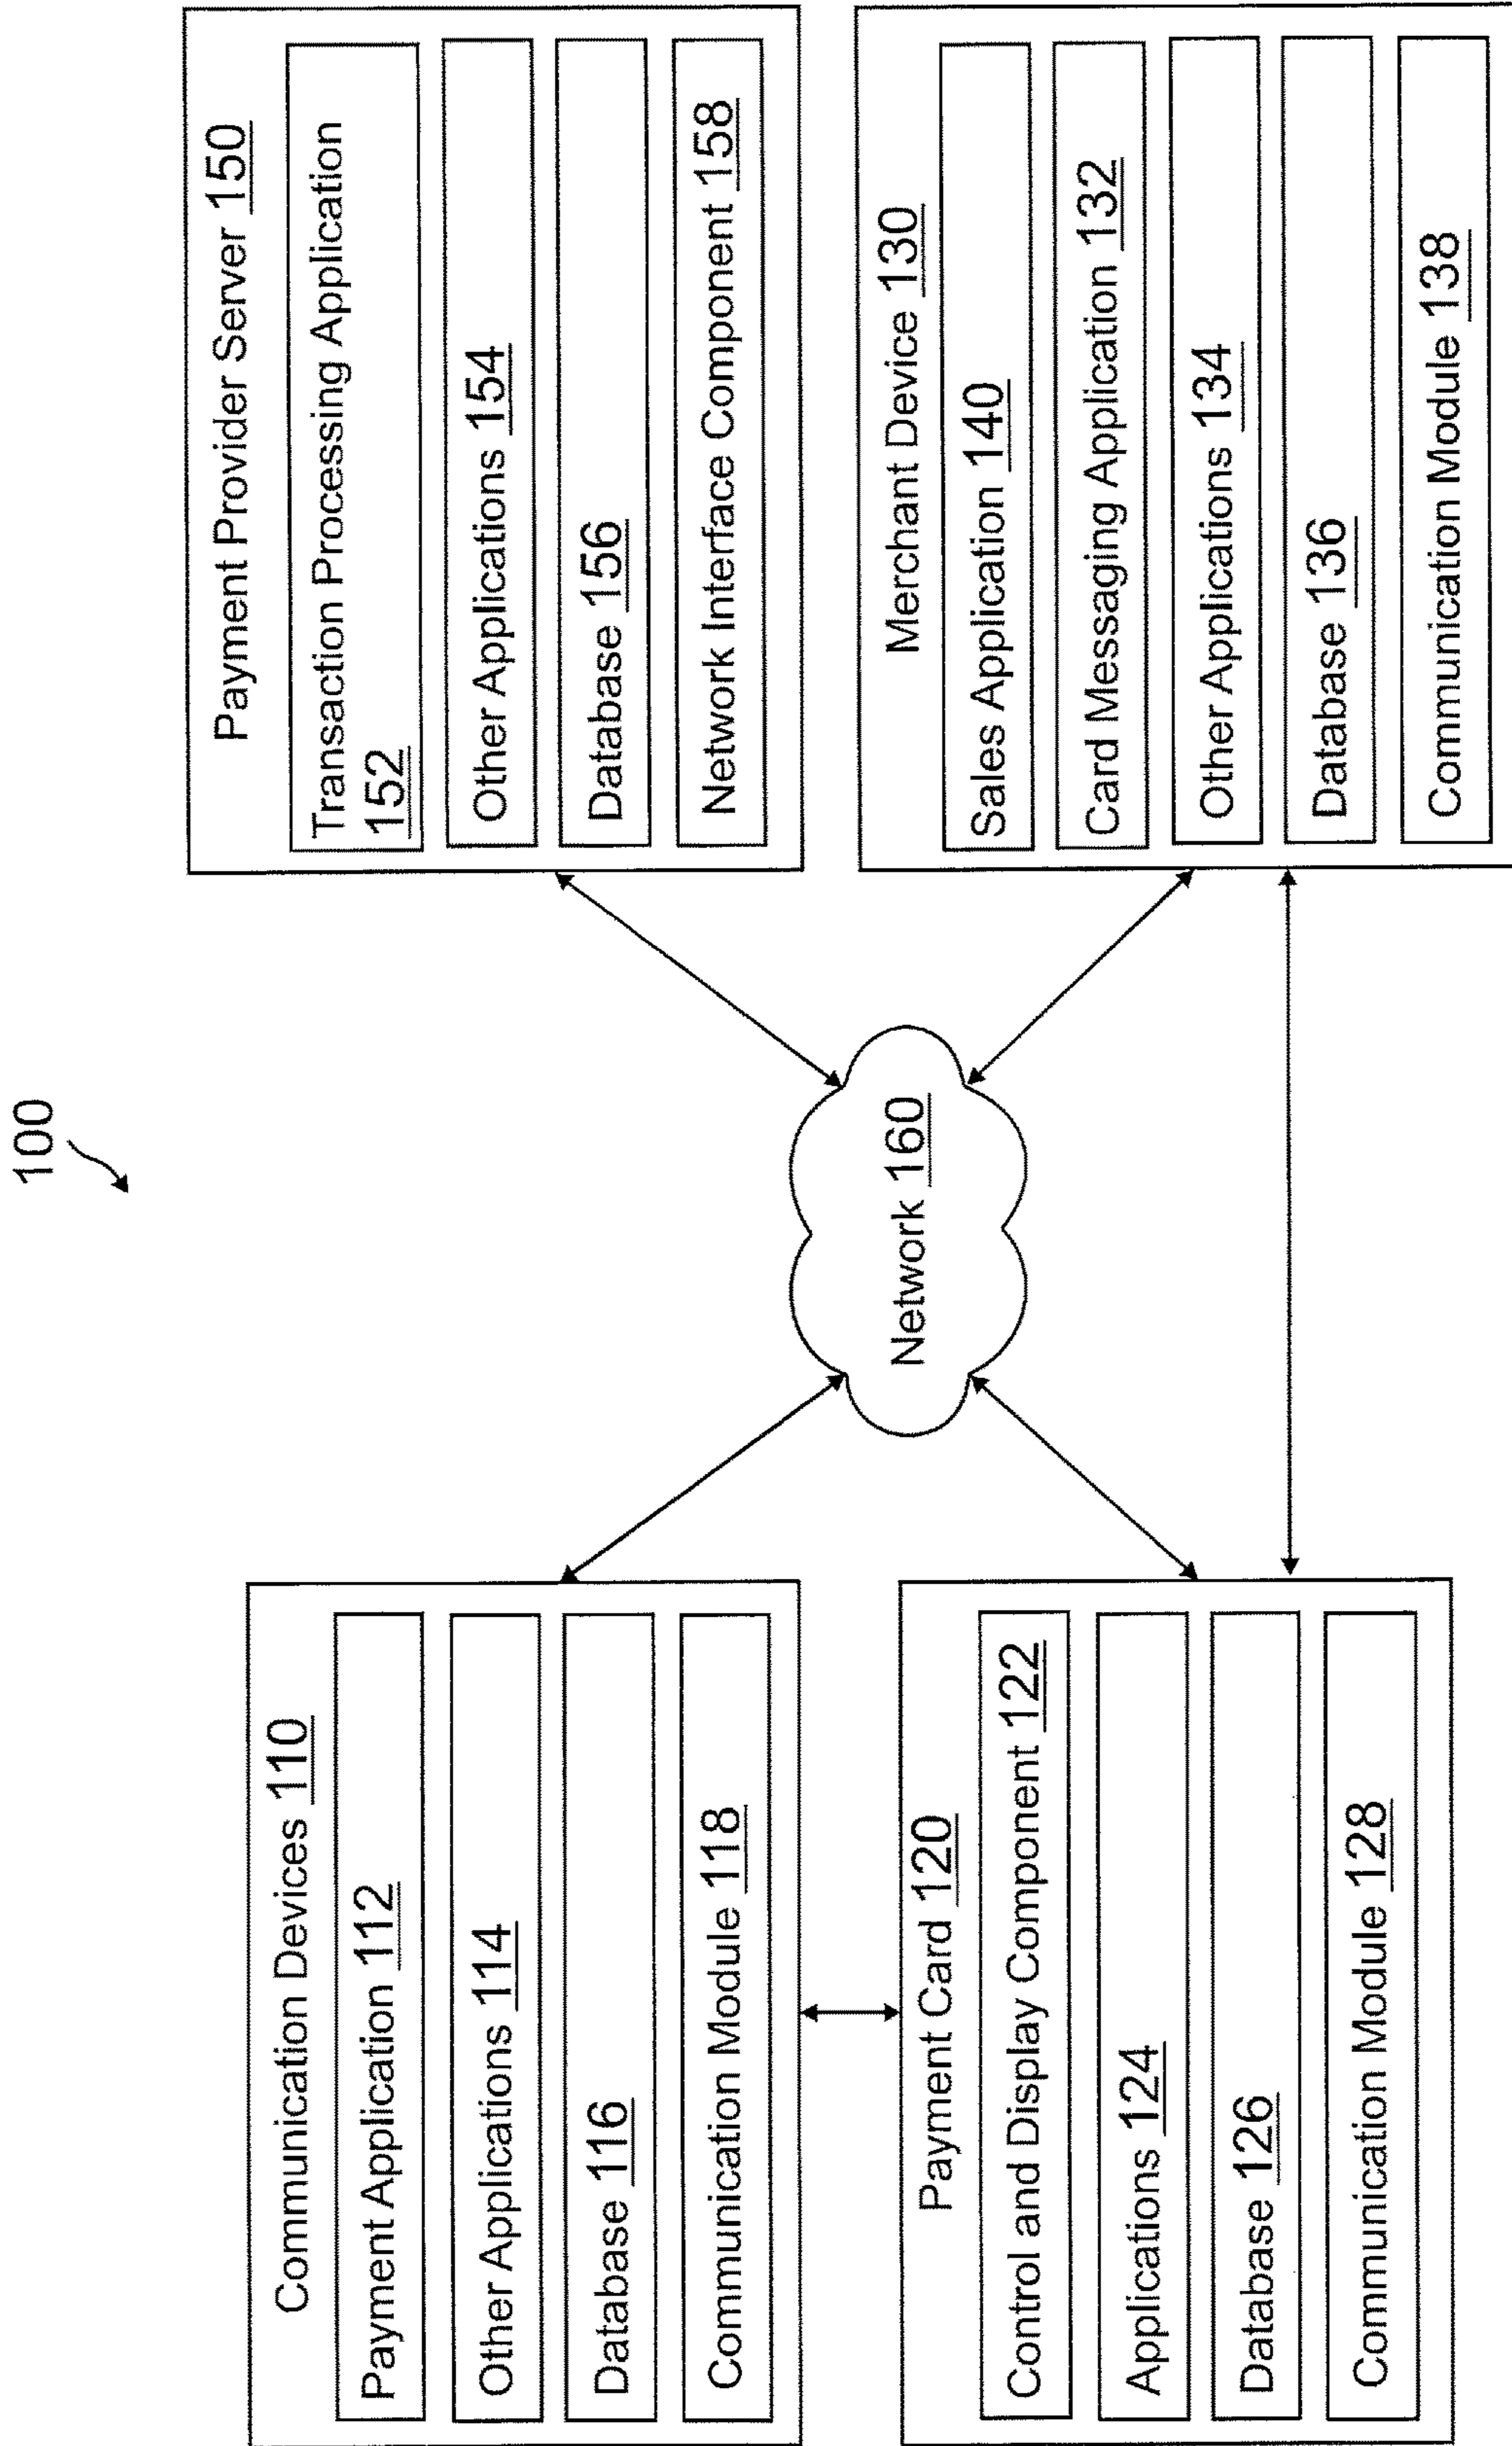 100
Communication Devices 110
Payment Application 112
Other Applications 114
Database 116
Communication Module 118
Payment Card 120
Control and Display Component 122
Applications 124
Database 126
Communication Module 128
Network 160
Payment Provider Server 150
Transaction Processing Application
152
Other Applications 154
Database 156
Network Interface Component 158
Merchant Device 130
Sales Application 140
Card Messaging Application 132
Other Applications 134
Database 136
Communication Module 138